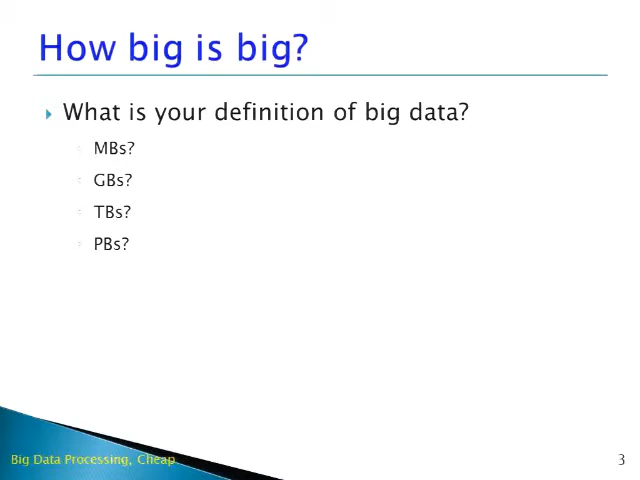 How big is big?
What is your definition of big data?
MBs?
GBs?
TBs?
PBs?
Big Data Processing, Cheap
3